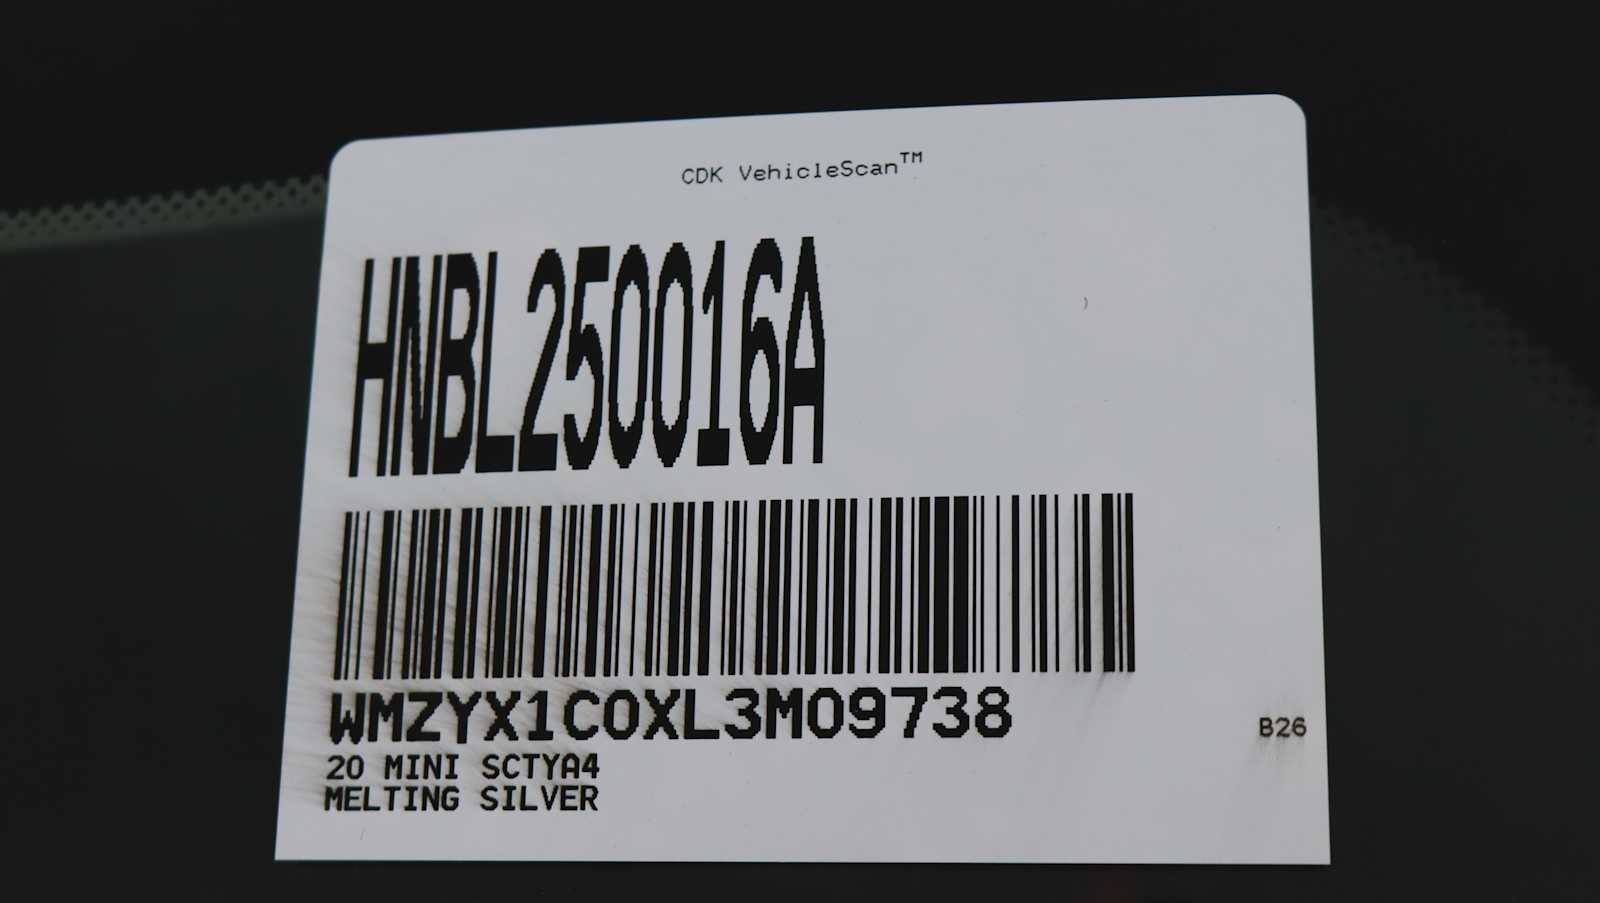 CDK VehicleScan™
HNBL250016A
WMZYX1C0XL3M09738
B26
20 MINI SCTYA4
MELTING SILVER